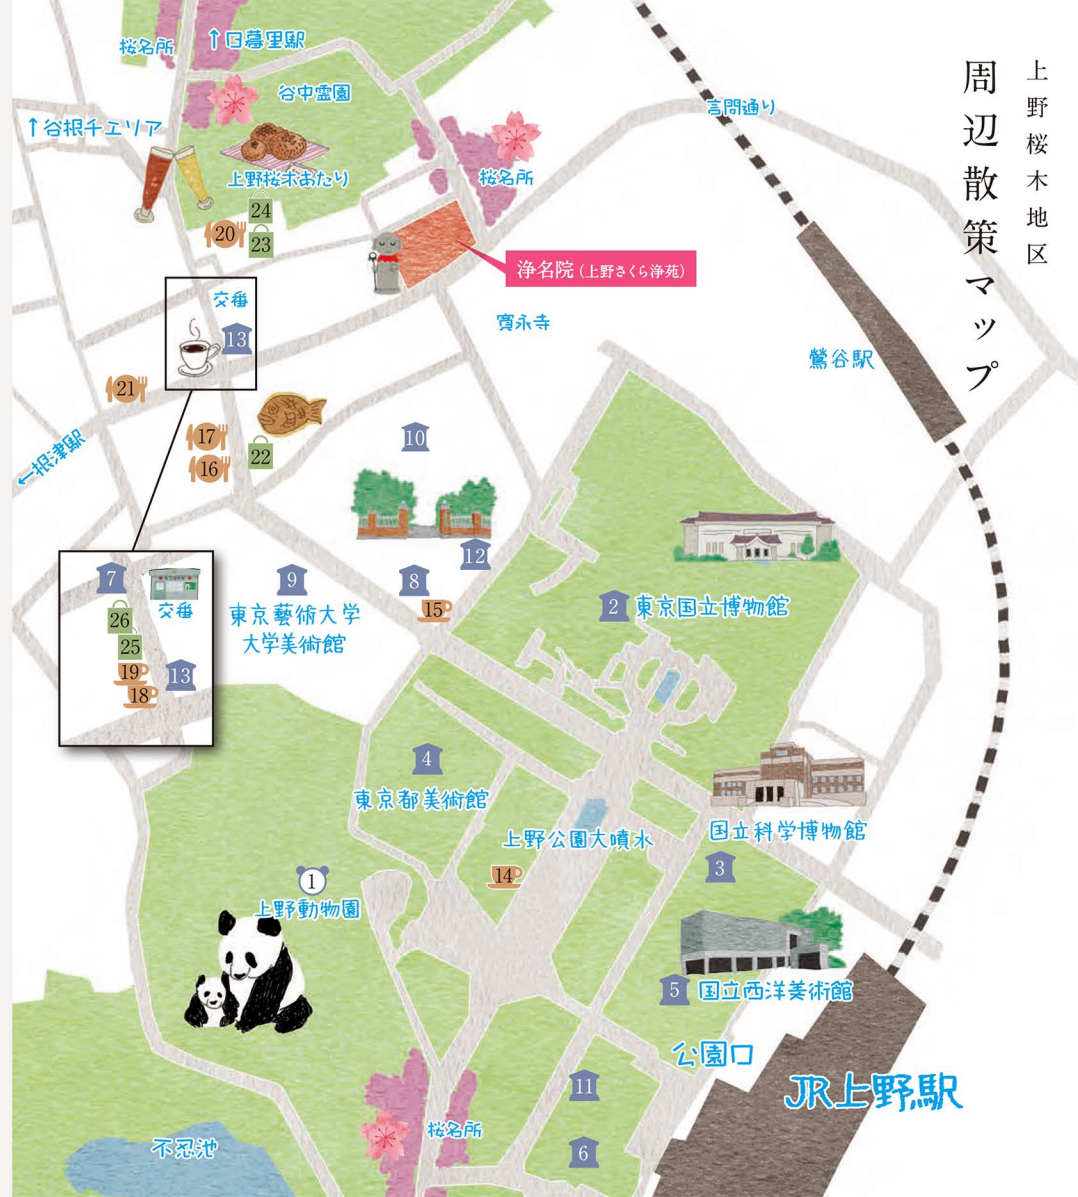 上野桜木地区
周辺散策マップ
桜名所
↑日暮里駅
谷中霊園
↑谷根千エリア
言問通り
上野桜木あたり
桜名所
24
20
23
浄名院（上野さくら浄苑）
交番
13
寛永寺
鶯谷駅
21
17
16
22
←根津駅
10
12
7
交番
26
25
19
18
13
9
東京藝術大学
大学美術館
8
15
2
東京国立博物館
4
東京都美術館
上野公園大噴水
国立科学博物館
3
14
1
上野動物園
5
国立西洋美術館
公園口
JR上野駅
11
6
桜名所
不忍池